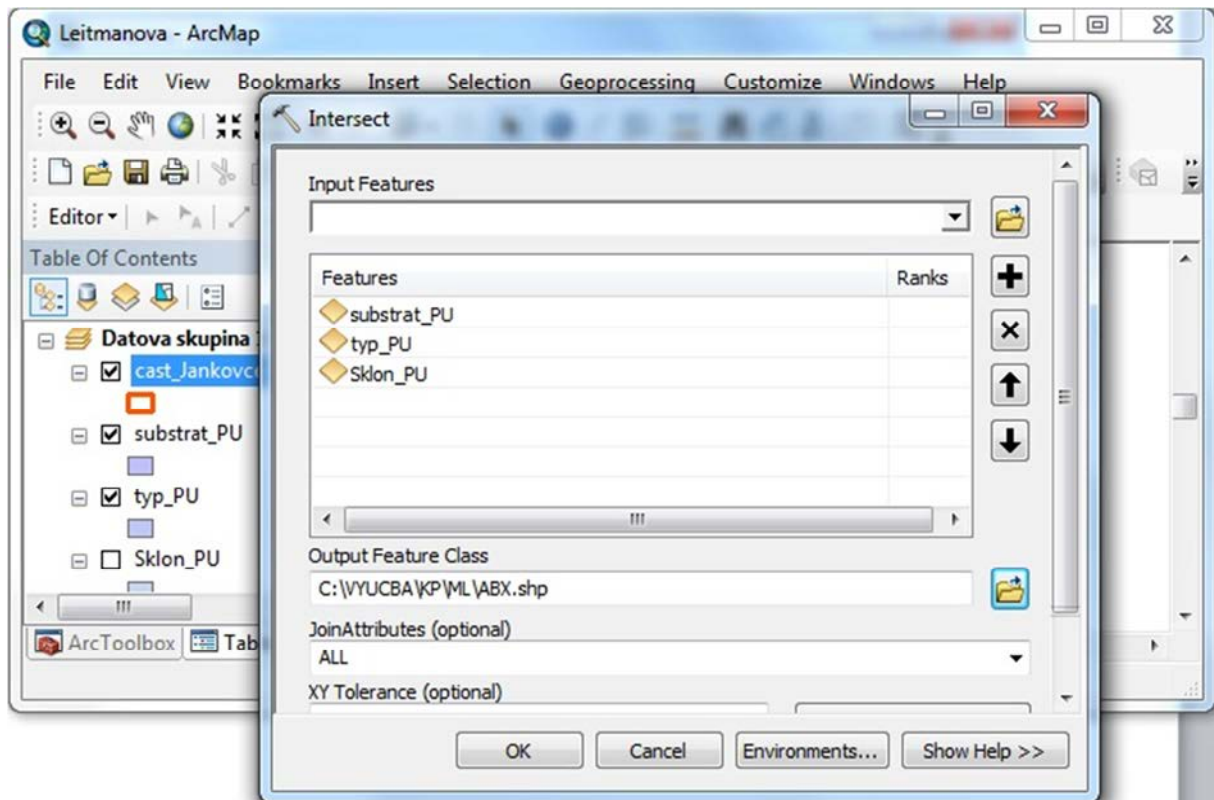 Leitmanova - ArcMap
File Edit View Bookmarks Insert Selection Geoprocessing Customize Windows Help
Intersect
Input Features
Editor
Table Of Contents
Features Ranks
substrat_PU
typ_PU
Sklon_PU
Datova skupina
cast_Jankovc
substrat_PU
typ_PU
Sklon_PU
Output Feature Class
C:\VYUCBA\KP\ML\ABX.shp
JoinAttributes (optional)
ALL
ArcToolbox Tab
XY Tolerance (optional)
OK Cancel Environments... Show Help >>